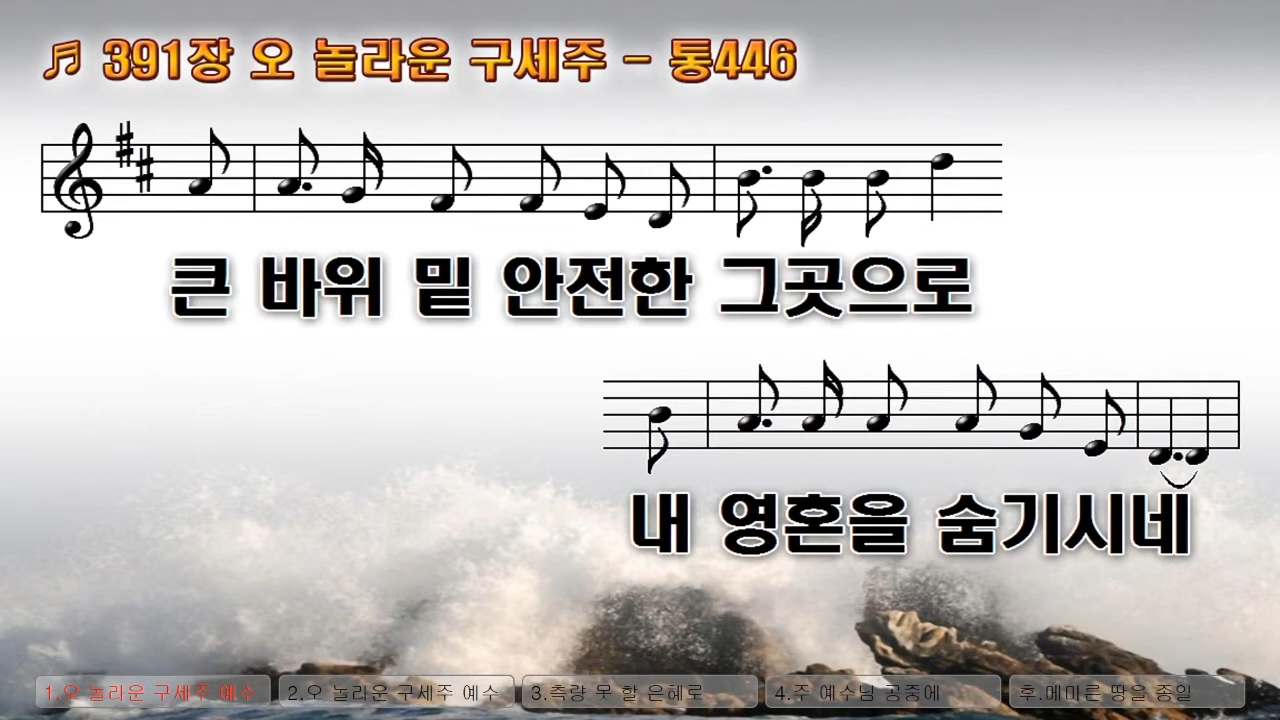 ♬ 391장 오 놀라운 구세주 - 통446
큰 바위 밑 안전한 그곳으로
내 영혼을 숨기시네
1.오 놀라운 구세주 예수
2.오 놀라운 구세주 예수
3.측량 못 할 은혜로
4.주 예수님 공중에
후.메마른 땅을 종일